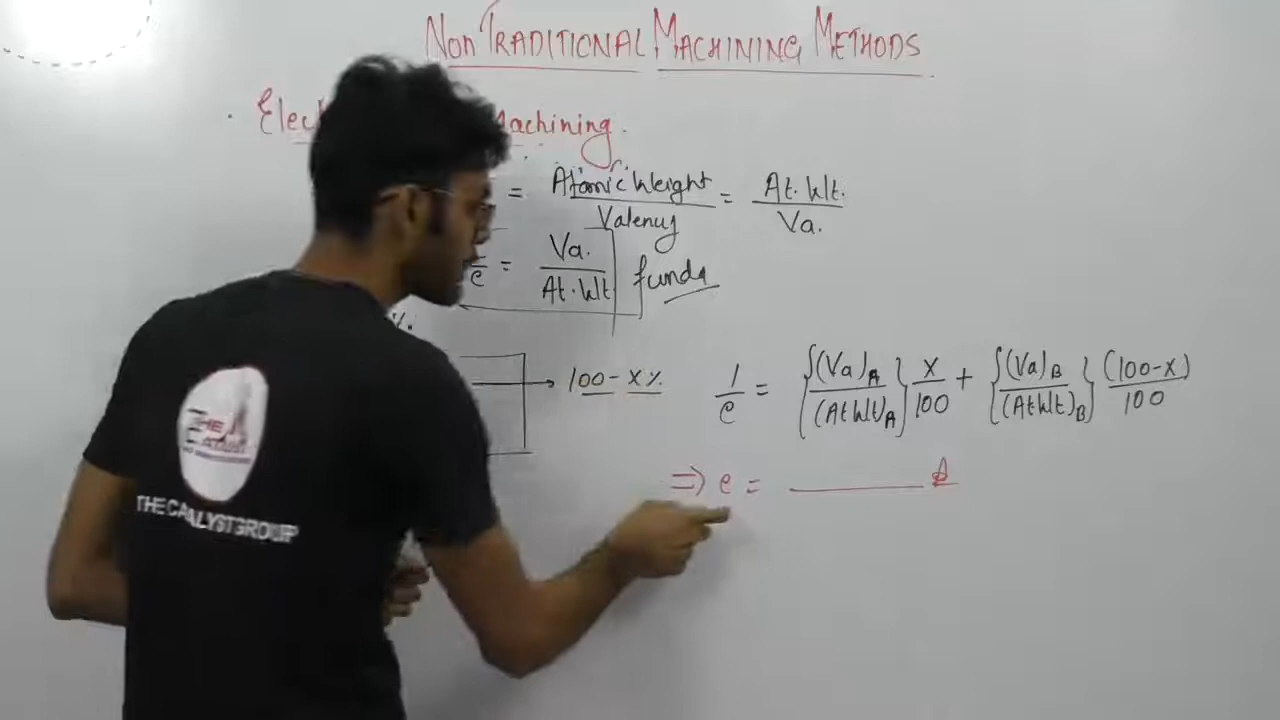 NON TRADITIONAL MACHINING METHODS
Machining.
= Atomic Weight / Valency = At. Wt. / Va.
1/e = Va. / At. Wt funda
%.
100 - x %
1/e = {(Va)A / (At Wt)A} x/100 + {(Va)B / (At Wt)B} (100-x)/100
⇒ e =
THE CATALYST GROUP